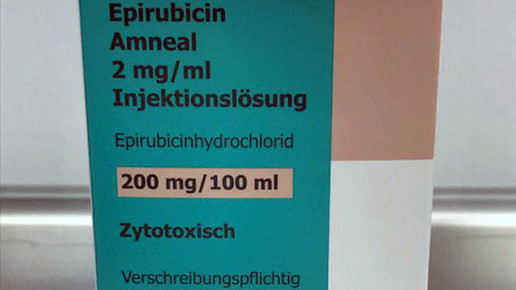 Epirubicin
Amneal
2 mg/ml
Injektionslösung
Epirubicinhydrochlorid
200 mg/100 ml
Zytotoxisch
Verschreibungspflichtig